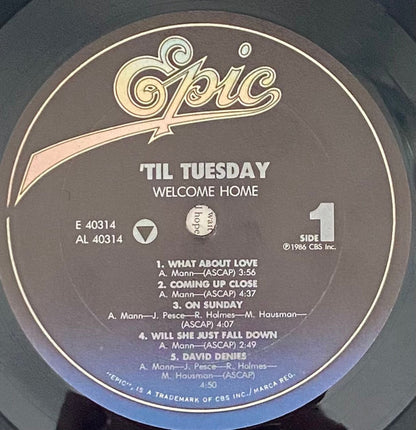 Epic
'TIL TUESDAY
WELCOME HOME
E 40314
AL 40314
SIDE 1
℗1986 CBS Inc.
1. WHAT ABOUT LOVE
A. Mann—(ASCAP) 3:56
2. COMING UP CLOSE
A. Mann—(ASCAP) 4:37
3. ON SUNDAY
A. Mann—J. Pesce—R. Holmes—M. Hausman—
(ASCAP) 4:07
4. WILL SHE JUST FALL DOWN
A. Mann—(ASCAP) 2:49
5. DAVID DENIES
A. Mann—J. Pesce—R. Holmes—
M. Hausman—(ASCAP)
4:50
"EPIC", IS A TRADEMARK OF CBS INC./MARCA REG.